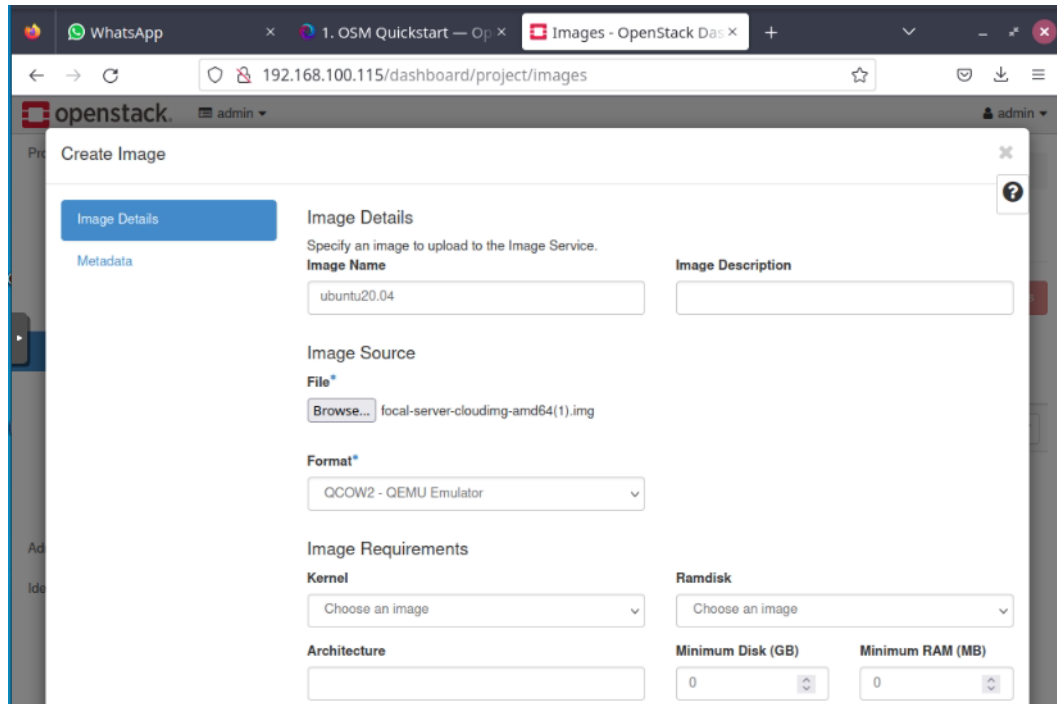 WhatsApp
1. OSM Quickstart — Op
Images - OpenStack Das
192.168.100.115/dashboard/project/images
openstack. admin admin
Create Image
Image Details
Metadata
Image Details
Specify an image to upload to the Image Service.
Image Name Image Description
ubuntu20.04
Image Source
File*
Browse... focal-server-cloudimg-amd64(1).img
Format*
QCOW2 - QEMU Emulator
Image Requirements
Kernel Ramdisk
Choose an image Choose an image
Architecture Minimum Disk (GB) Minimum RAM (MB)
0 0
Ad
Ide